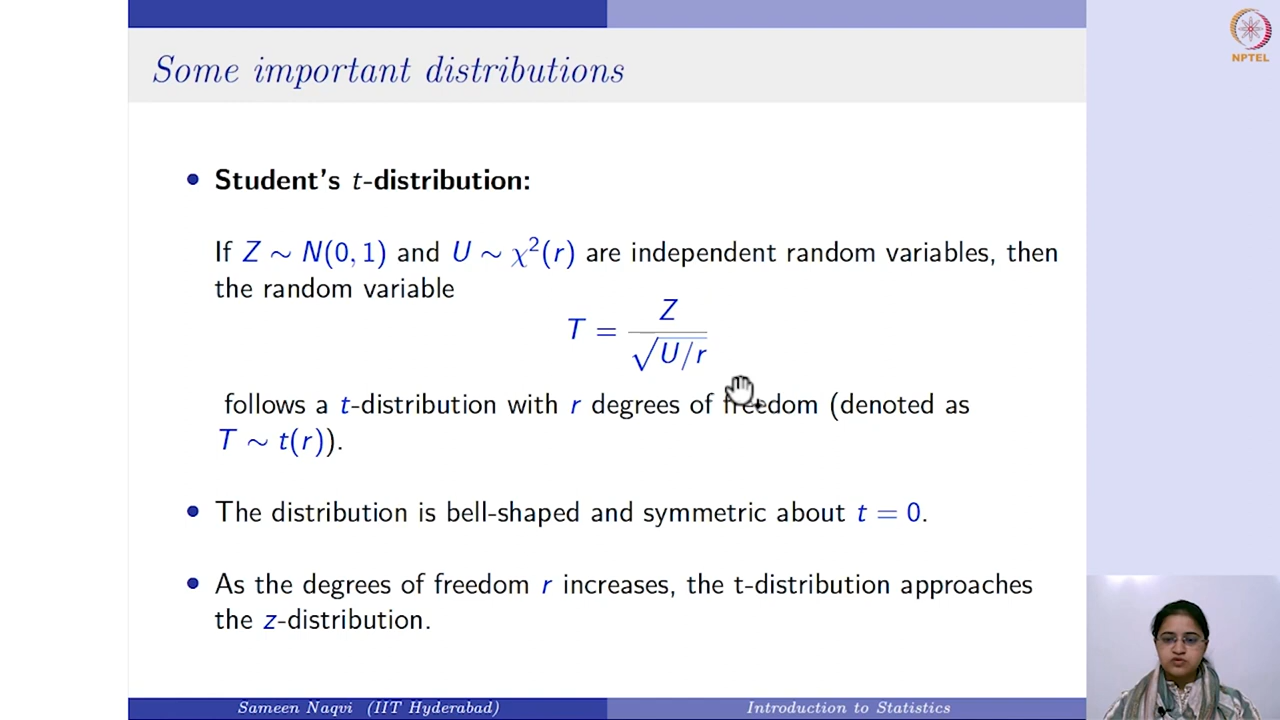 NPTEL
Some important distributions
• Student's t-distribution:
If Z ∼ N(0, 1) and U ∼ χ²(r) are independent random variables, then
the random variable
T = Z / √(U/r)
follows a t-distribution with r degrees of freedom (denoted as
T ∼ t(r)).
• The distribution is bell-shaped and symmetric about t = 0.
• As the degrees of freedom r increases, the t-distribution approaches
the z-distribution.
Sameen Naqvi (IIT Hyderabad) Introduction to Statistics